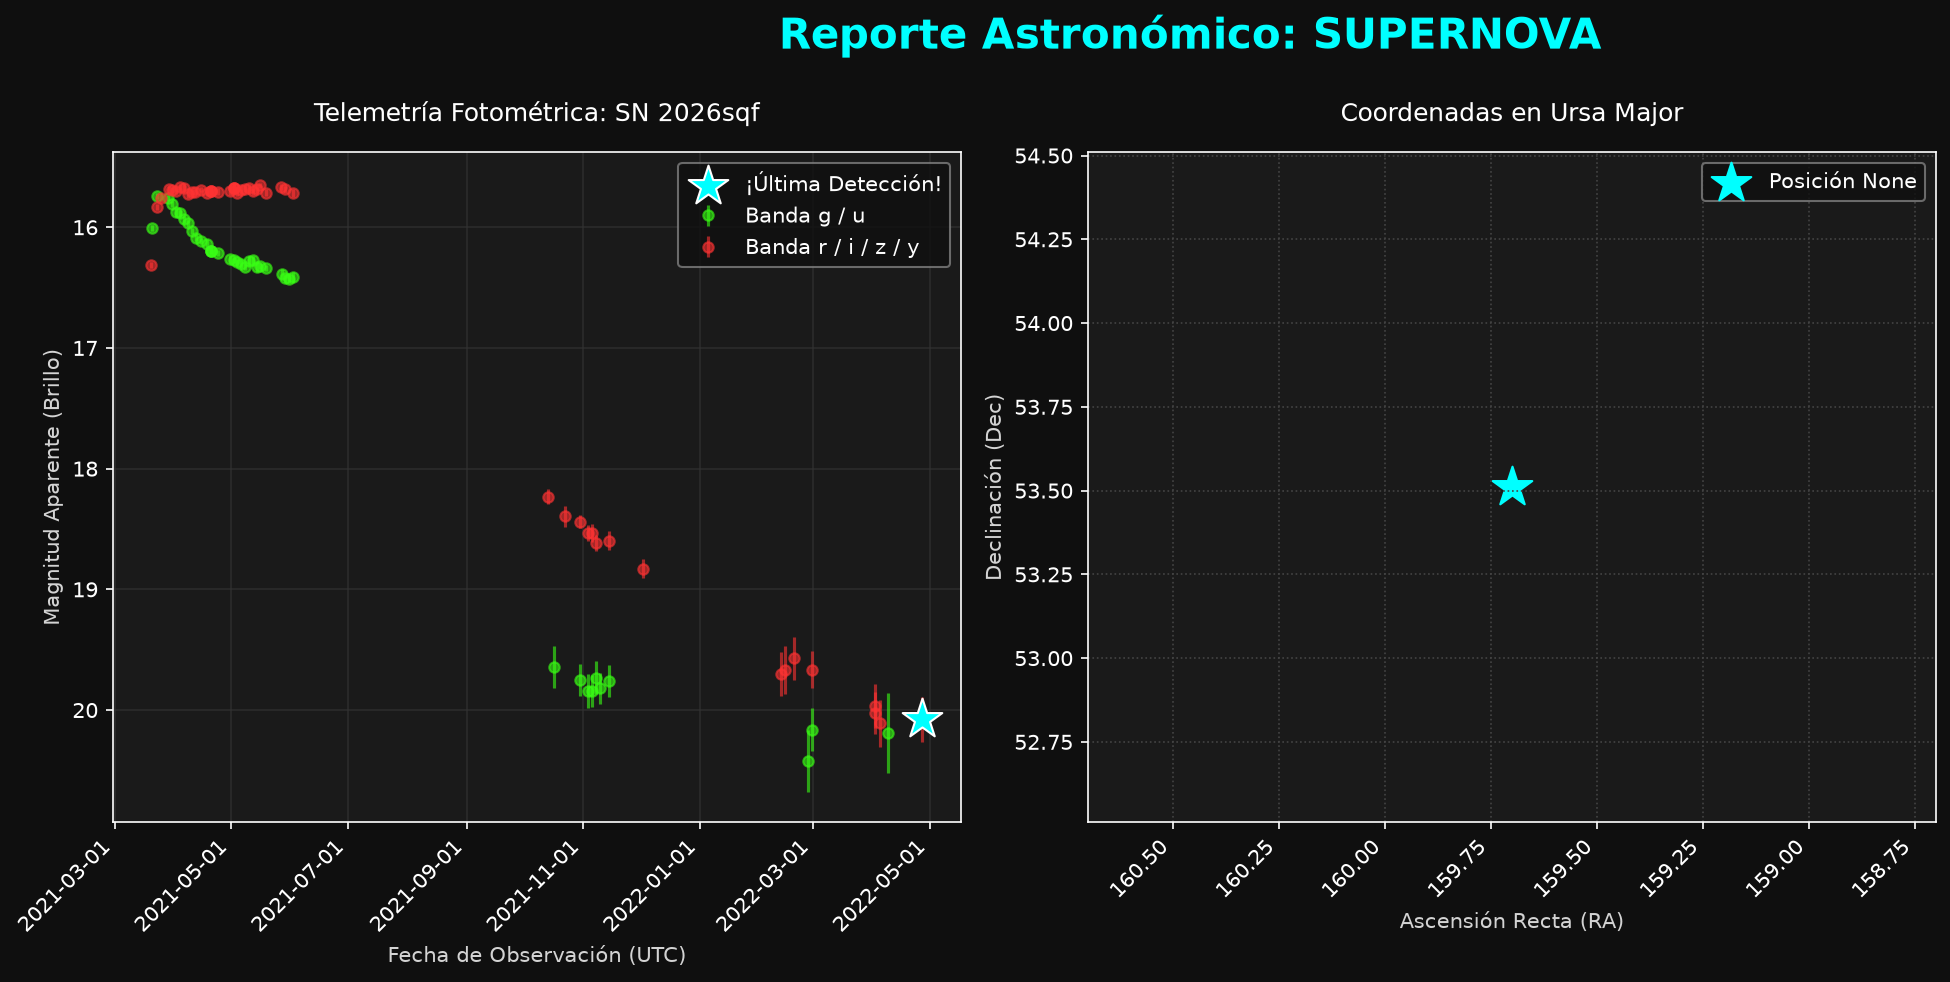 Reporte Astronómico: SUPERNOVA
Telemetría Fotométrica: SN 2026sqf
¡Última Detección!
Banda g / u
Banda r / i / z / y
16
17
18
19
20
Magnitud Aparente (Brillo)
2021-03-01
2021-05-01
2021-07-01
2021-09-01
2021-11-01
2022-01-01
2022-03-01
2022-05-01
Fecha de Observación (UTC)
Coordenadas en Ursa Major
Posición None
54.50
54.25
54.00
53.75
53.50
53.25
53.00
52.75
Declinación (Dec)
160.50
160.25
160.00
159.75
159.50
159.25
159.00
158.75
Ascensión Recta (RA)